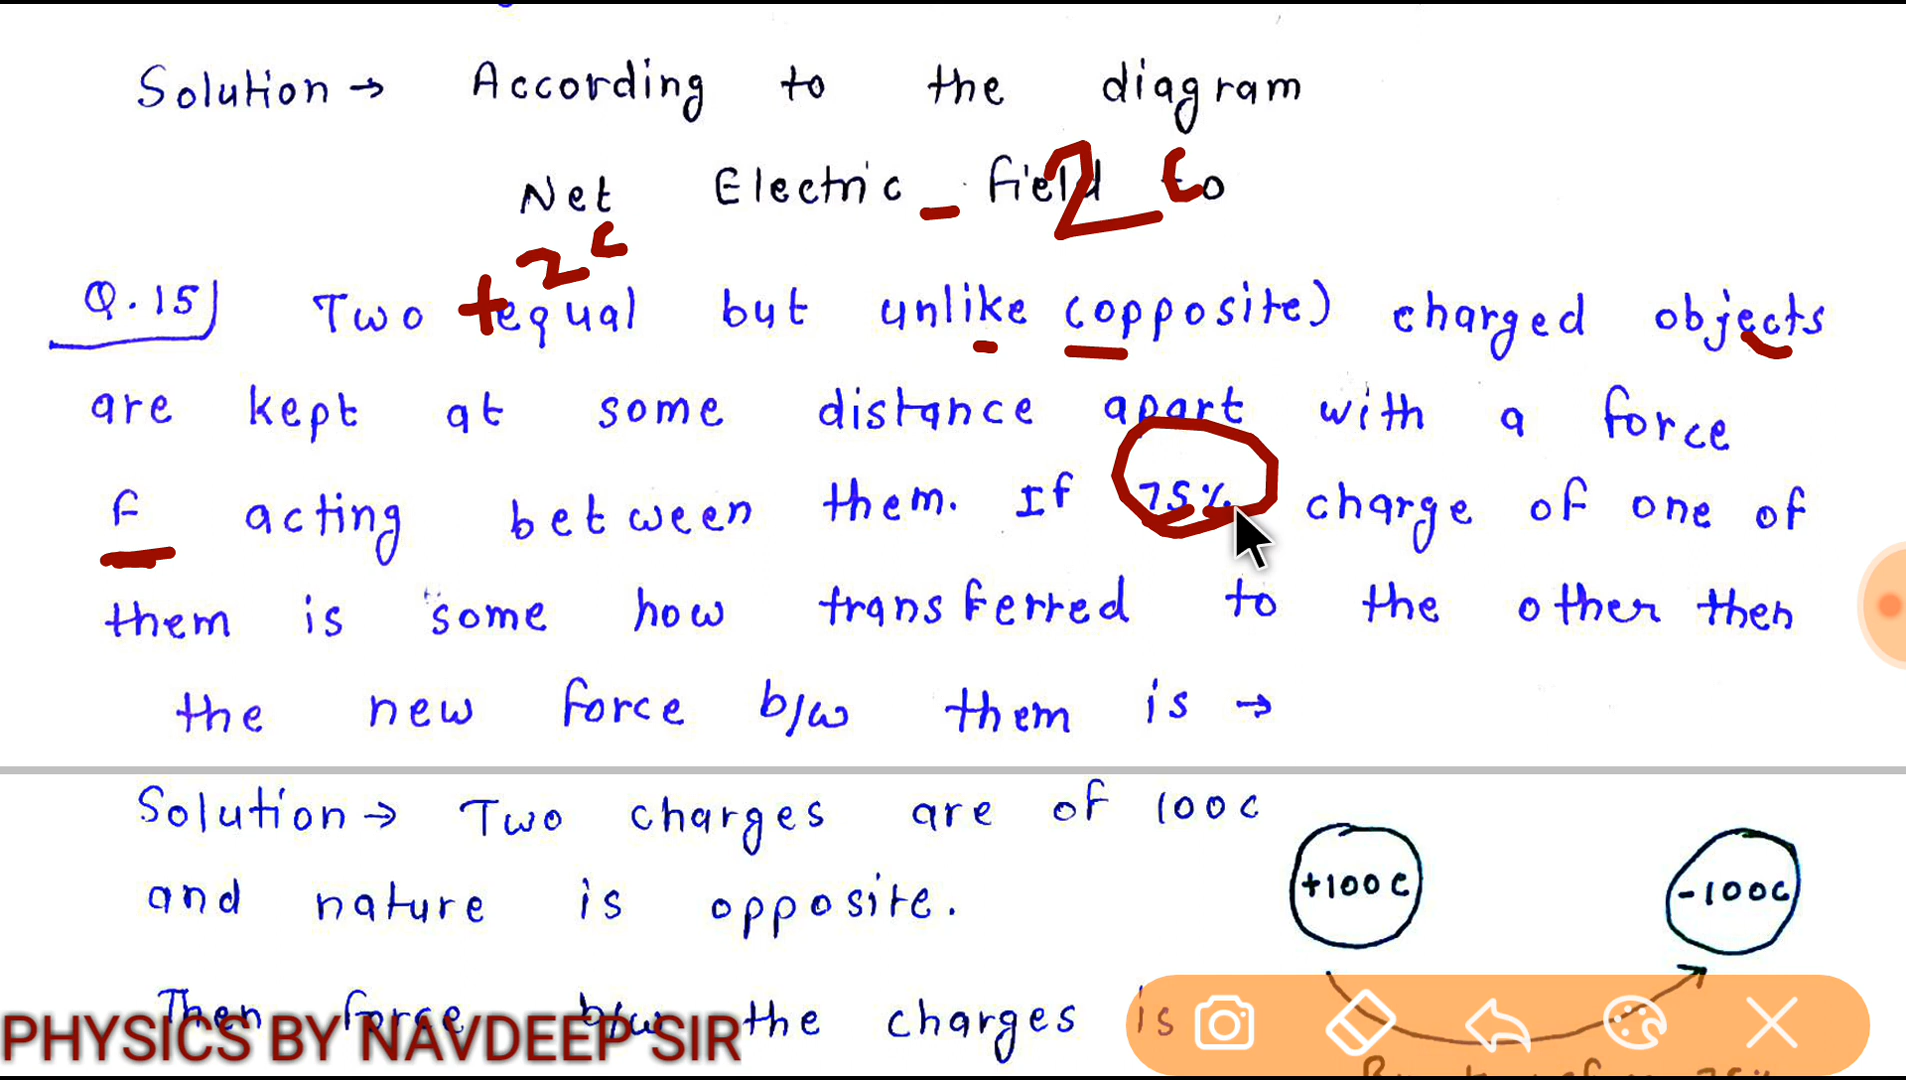 Solution → According to the diagram
Net Electric field Eo
- 2 C
+ 2 C
Q.15) Two equal but unlike (opposite) charged objects
are kept at some distance apart with a force
F acting between them. If 75% charge of one of
them is some how transferred to the other then
the new force b/w them is →
Solution → Two charges are of 100C
and nature is opposite.
+100C
-100C
Then force b/w the charges is
PHYSICS BY NAVDEEP SIR